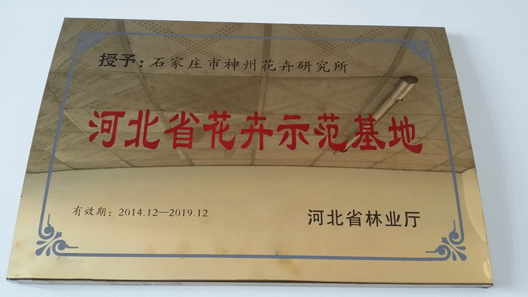 授予：石家庄市神州花卉研究所
河北省花卉示范基地
有效期：2014.12—2019.12
河北省林业厅